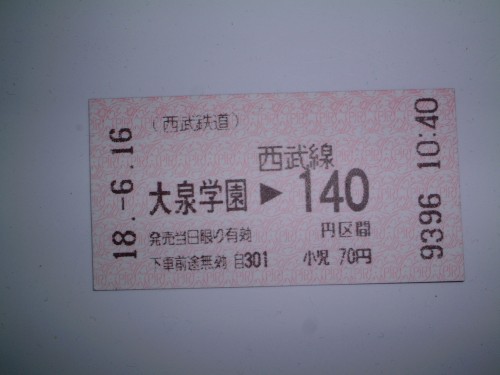 (西武鉄道)
西武線
大泉学園 ▶ 140
円区間
発売当日限り有効
下車前途無効 自301 小児 70円
18.-6.16
9396 10:40